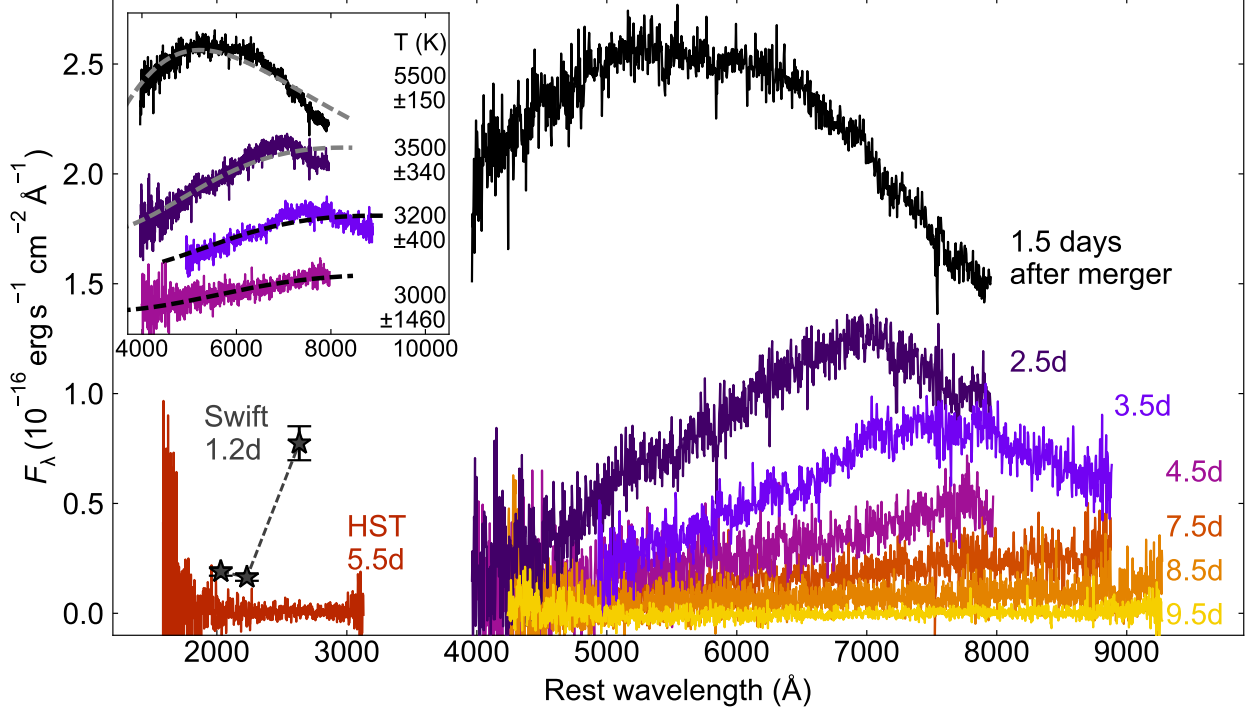 F_λ (10^−16 erg s^−1 cm^−2 Å^−1)
2.5
2.0
1.5
1.0
0.5
0.0
T (K)
5500
±150
3500
±340
3200
±400
3000
±1460
4000 6000 8000 10000
1.5 days
after merger
2.5d
3.5d
4.5d
7.5d
8.5d
9.5d
Swift
1.2d
HST
5.5d
2000 3000 4000 5000 6000 7000 8000 9000
Rest wavelength (Å)